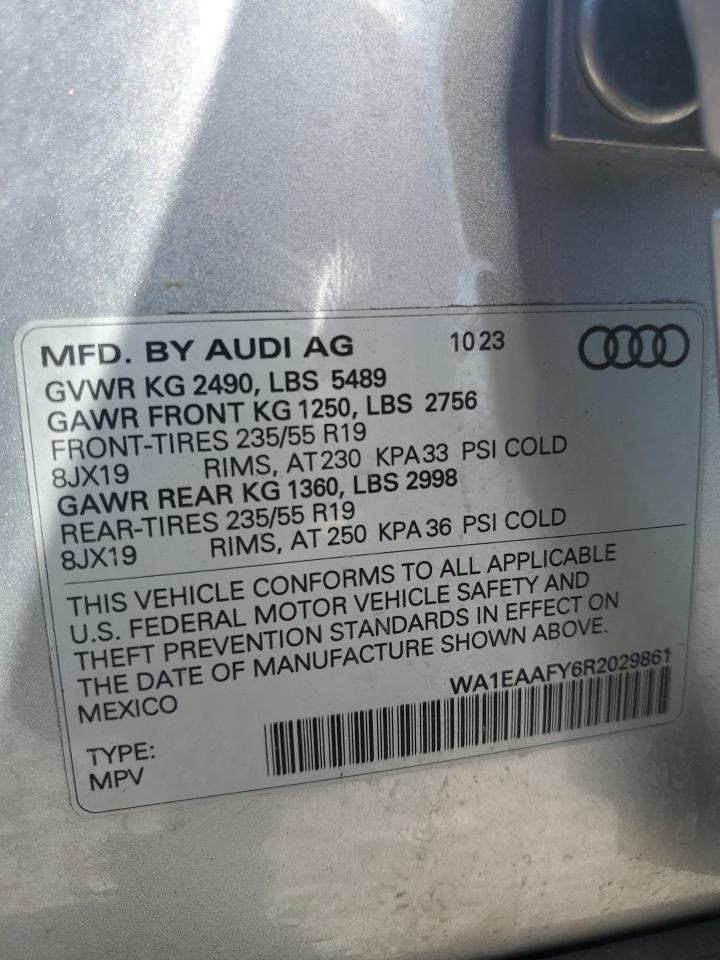 MFD. BY AUDI AG 10 23
GVWR KG 2490, LBS 5489
GAWR FRONT KG 1250, LBS 2756
FRONT-TIRES 235/55 R19
8JX19 RIMS, AT 230 KPA 33 PSI COLD
GAWR REAR KG 1360, LBS 2998
REAR-TIRES 235/55 R19
8JX19 RIMS, AT 250 KPA 36 PSI COLD
THIS VEHICLE CONFORMS TO ALL APPLICABLE
U.S. FEDERAL MOTOR VEHICLE SAFETY AND
THEFT PREVENTION STANDARDS IN EFFECT ON
THE DATE OF MANUFACTURE SHOWN ABOVE.
MEXICO WA1EAAFY6R2029861
TYPE:
MPV